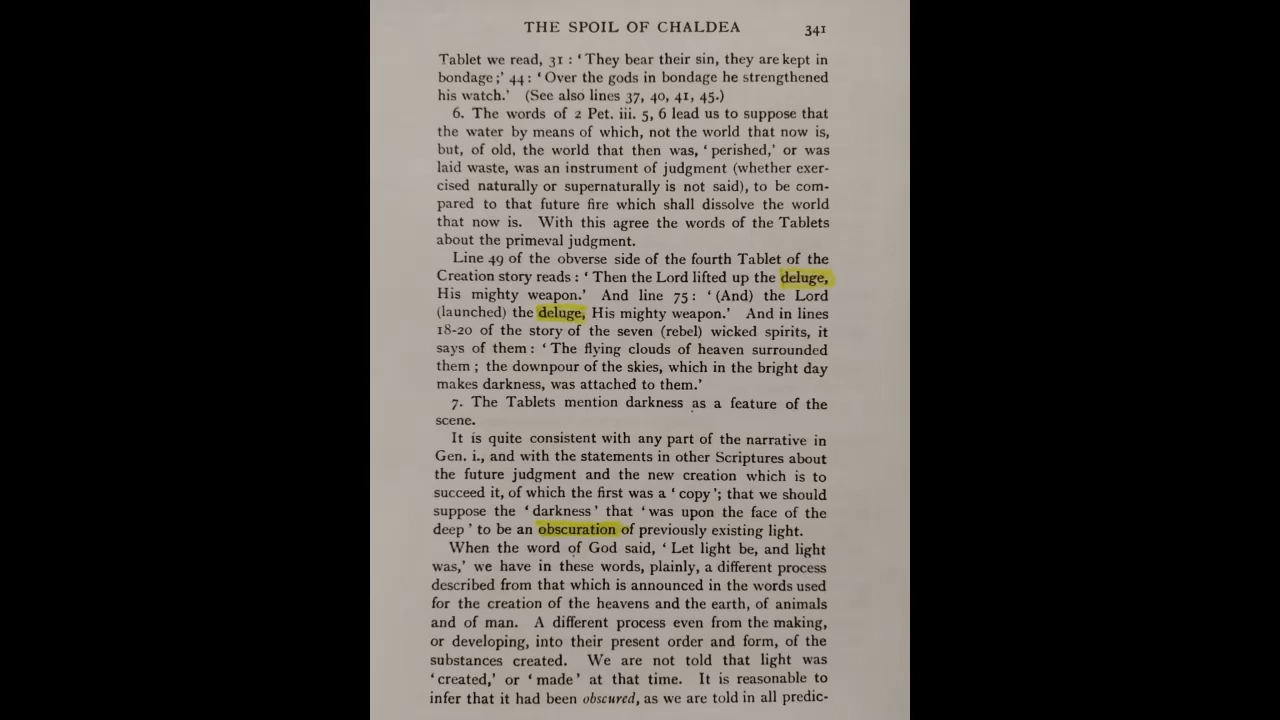 THE SPOIL OF CHALDEA 341
Tablet we read, 31 : ‘ They bear their sin, they are kept in
bondage ;’ 44 : ‘ Over the gods in bondage he strengthened
his watch.’ (See also lines 37, 40, 41, 45.)
6. The words of 2 Pet. iii. 5, 6 lead us to suppose that
the water by means of which, not the world that now is,
but, of old, the world that then was, ‘ perished,’ or was
laid waste, was an instrument of judgment (whether exer-
cised naturally or supernaturally is not said), to be com-
pared to that future fire which shall dissolve the world
that now is. With this agree the words of the Tablets
about the primeval judgment.
Line 49 of the obverse side of the fourth Tablet of the
Creation story reads : ‘ Then the Lord lifted up the deluge,
His mighty weapon.’ And line 75 : ‘ (And) the Lord
(launched) the deluge, His mighty weapon.’ And in lines
18-20 of the story of the seven (rebel) wicked spirits, it
says of them : ‘ The flying clouds of heaven surrounded
them ; the downpour of the skies, which in the bright day
makes darkness, was attached to them.’
7. The Tablets mention darkness as a feature of the
scene.
It is quite consistent with any part of the narrative in
Gen. i., and with the statements in other Scriptures about
the future judgment and the new creation which is to
succeed it, of which the first was a ‘ copy ’; that we should
suppose the ‘ darkness ’ that ‘ was upon the face of the
deep ’ to be an obscuration of previously existing light.
When the word of God said, ‘ Let light be, and light
was,’ we have in these words, plainly, a different process
described from that which is announced in the words used
for the creation of the heavens and the earth, of animals
and of man. A different process even from the making,
or developing, into their present order and form, of the
substances created. We are not told that light was
‘ created,’ or ‘ made ’ at that time. It is reasonable to
infer that it had been obscured, as we are told in all predic-